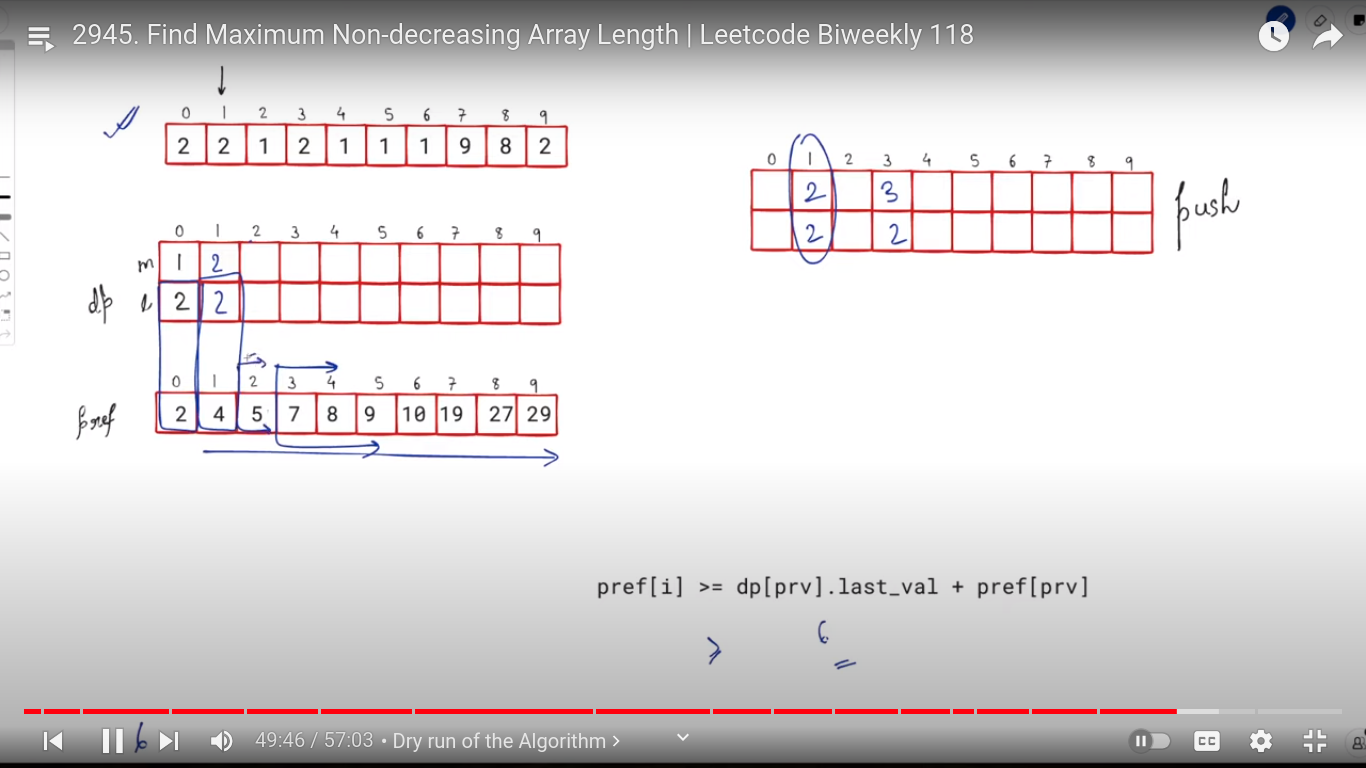 2945. Find Maximum Non-decreasing Array Length | Leetcode Biweekly 118
0 1 2 3 4 5 6 7 8 9
2 2 1 2 1 1 1 9 8 2
0 1 2 3 4 5 6 7 8 9
2 3
2 2
push
0 1 2 3 4 5 6 7 8 9
m 1 2
dp l 2 2
0 1 2 3 4 5 6 7 8 9
pref 2 4 5 7 8 9 10 19 27 29
pref[i] >= dp[prv].last_val + pref[prv]
≥ 6
6
49:46 / 57:03 • Dry run of the Algorithm >
CC